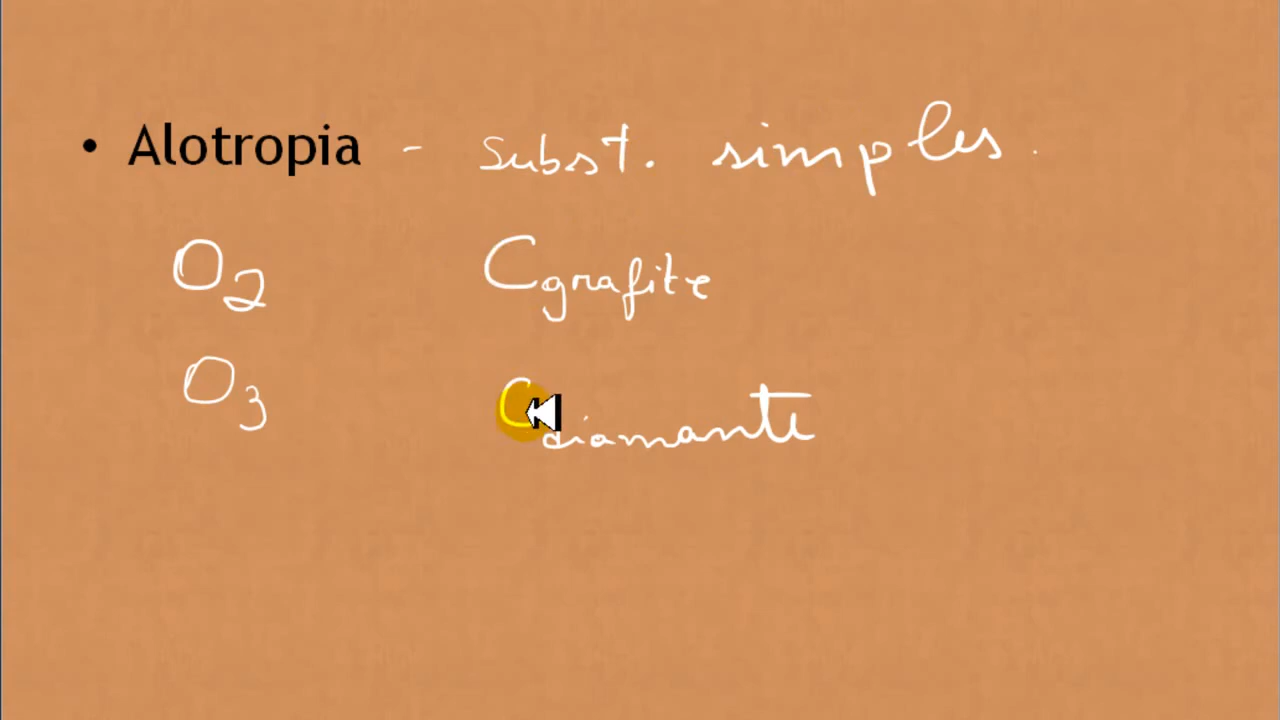 • Alotropia - Subst. simples.
O2 Cgrafite
O3 Cdiamante